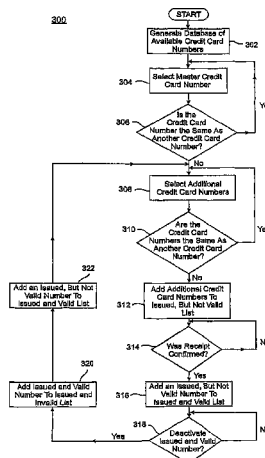 300
START
Generate Database of
Available Credit Card
Numbers
302
304
Select Master Credit
Card Number
306
Is the
Credit Card
Number the Same As
Another Credit Card
Number?
Yes
No
308
Select Additional
Credit Card Numbers
310
Are the
Credit Card
Numbers the Same As
Another Credit Card
Number?
Yes
No
312
Add Additional Credit
Card Numbers To
Issued, But Not Valid
List
314
Was Receipt
Confirmed?
No
Yes
316
Add an Issued, But Not
Valid Number To
Issued and Valid List
318
Deactivate
Issued and Valid
Number?
No
Yes
320
Add Issued and Valid
Number To Issued and
Invalid List
322
Add an Issued, But Not
Valid Number To
Issued and Valid List